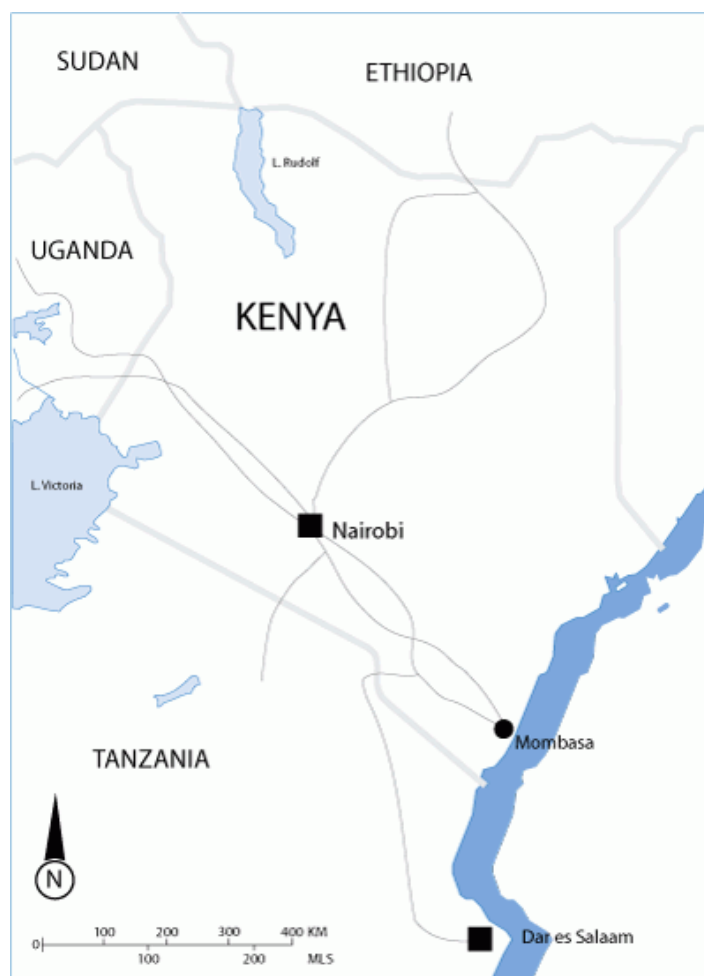 SUDAN
ETHIOPIA
L. Rudolf
UGANDA
KENYA
L. Victoria
Nairobi
Mombasa
TANZANIA
N
Dar es Salaam
100 200 300 400 KM
0
100 200 MLS